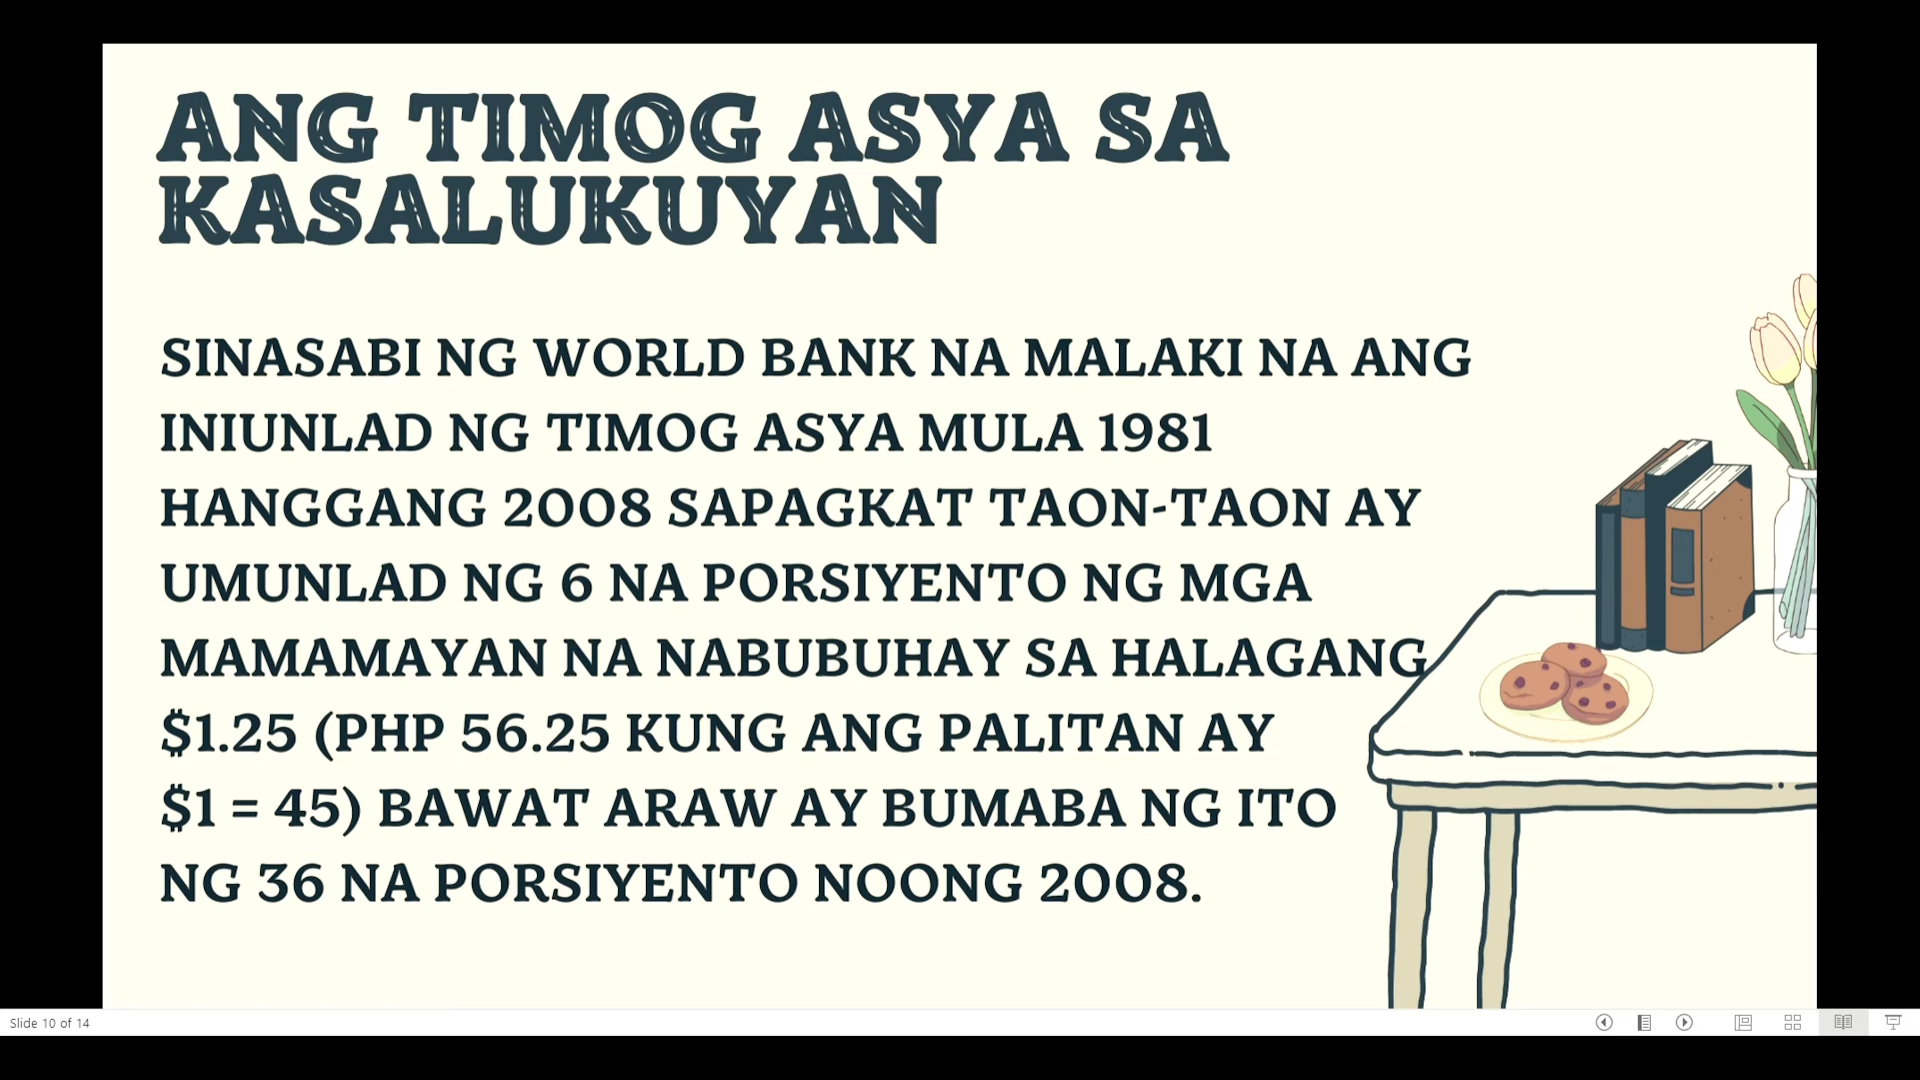 ANG TIMOG ASYA SA
KASALUKUYAN
SINASABI NG WORLD BANK NA MALAKI NA ANG
INIUNLAD NG TIMOG ASYA MULA 1981
HANGGANG 2008 SAPAGKAT TAON-TAON AY
UMUNLAD NG 6 NA PORSIYENTO NG MGA
MAMAMAYAN NA NABUBUHAY SA HALAGANG
$1.25 (PHP 56.25 KUNG ANG PALITAN AY
$1 = 45) BAWAT ARAW AY BUMABA NG ITO
NG 36 NA PORSIYENTO NOONG 2008.
Slide 10 of 14